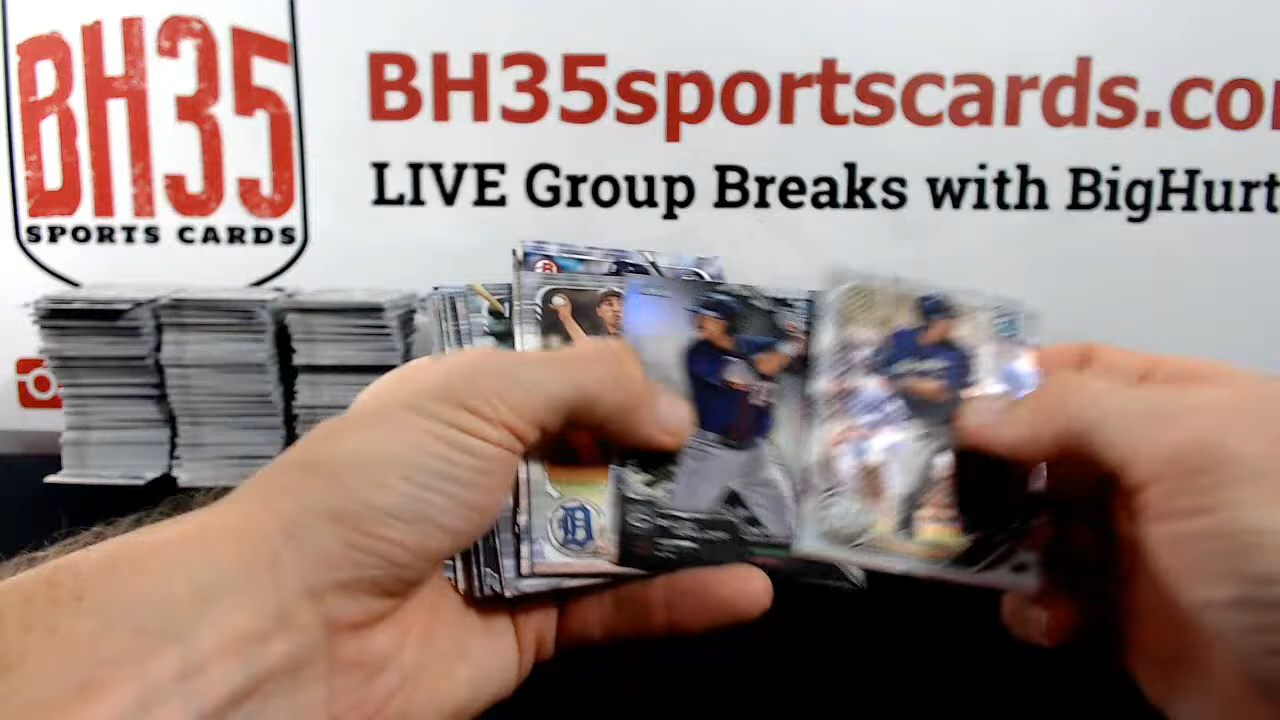 BH35
SPORTS CARDS
BH35sportscards.co
LIVE Group Breaks with BigHurt
D